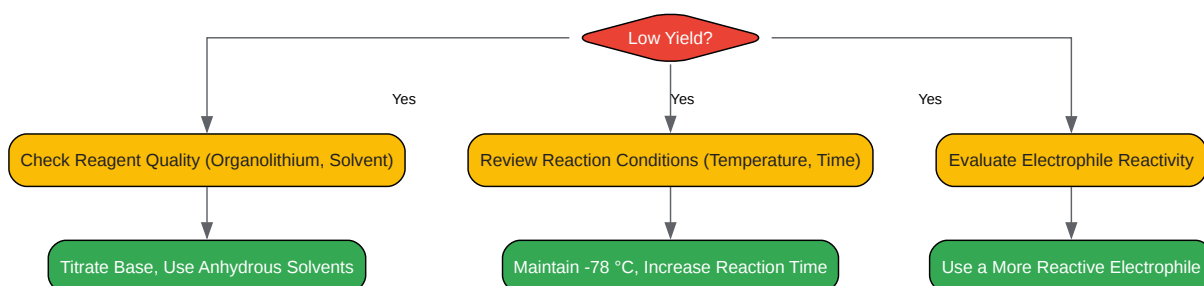 Low Yield?
Yes
Yes
Yes
Check Reagent Quality (Organolithium, Solvent)
Review Reaction Conditions (Temperature, Time)
Evaluate Electrophile Reactivity
Titrate Base, Use Anhydrous Solvents
Maintain -78 °C, Increase Reaction Time
Use a More Reactive Electrophile